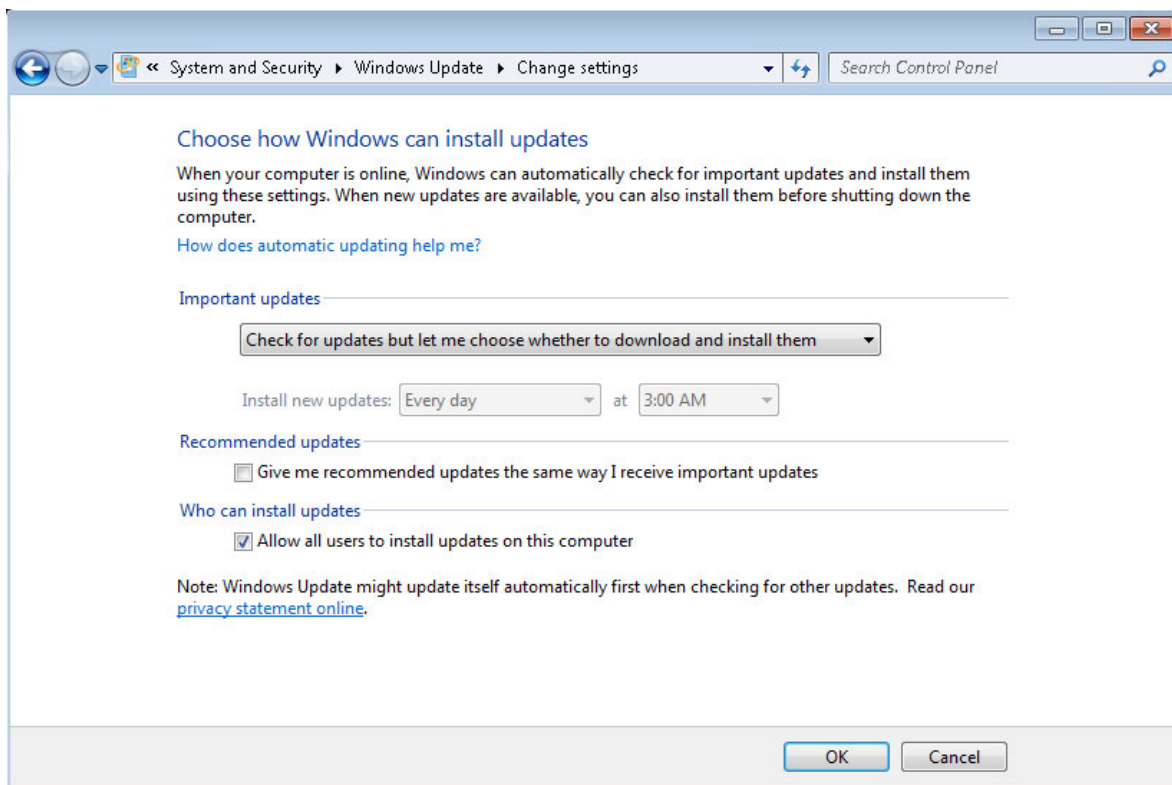 « System and Security ▸ Windows Update ▸ Change settings
Search Control Panel
Choose how Windows can install updates
When your computer is online, Windows can automatically check for important updates and install them
using these settings. When new updates are available, you can also install them before shutting down the
computer.
How does automatic updating help me?
Important updates
Check for updates but let me choose whether to download and install them
Install new updates: Every day at 3:00 AM
Recommended updates
Give me recommended updates the same way I receive important updates
Who can install updates
Allow all users to install updates on this computer
Note: Windows Update might update itself automatically first when checking for other updates. Read our
privacy statement online.
OK Cancel